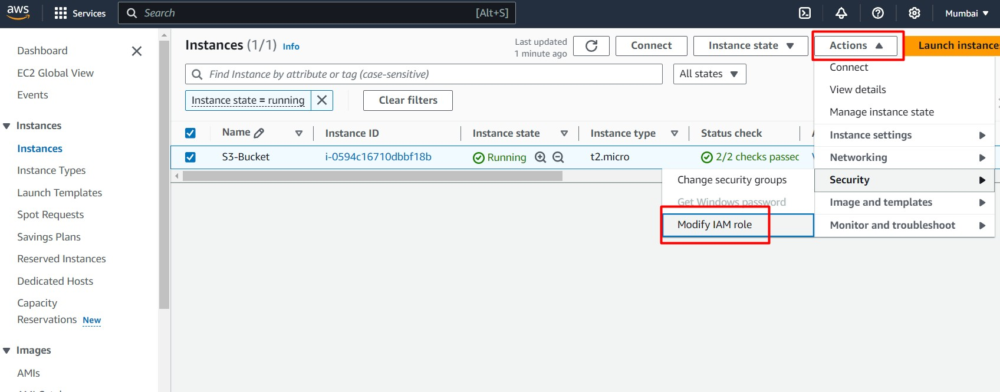 aws
Services
Search
[Alt+S]
Mumbai
Dashboard
EC2 Global View
Events
Instances
Instances
Instance Types
Launch Templates
Spot Requests
Savings Plans
Reserved Instances
Dedicated Hosts
Capacity
Reservations New
Images
AMIs
Instances (1/1) Info
Last updated
1 minute ago
Connect
Instance state
Actions
Launch instances
Find Instance by attribute or tag (case-sensitive)
All states
Instance state = running
Clear filters
Name
Instance ID
Instance state
Instance type
Status check
S3-Bucket
i-0594c16710dbbf18b
Running
t2.micro
2/2 checks passed
Connect
View details
Manage instance state
Instance settings
Networking
Security
Image and templates
Monitor and troubleshoot
Change security groups
Get Windows password
Modify IAM role